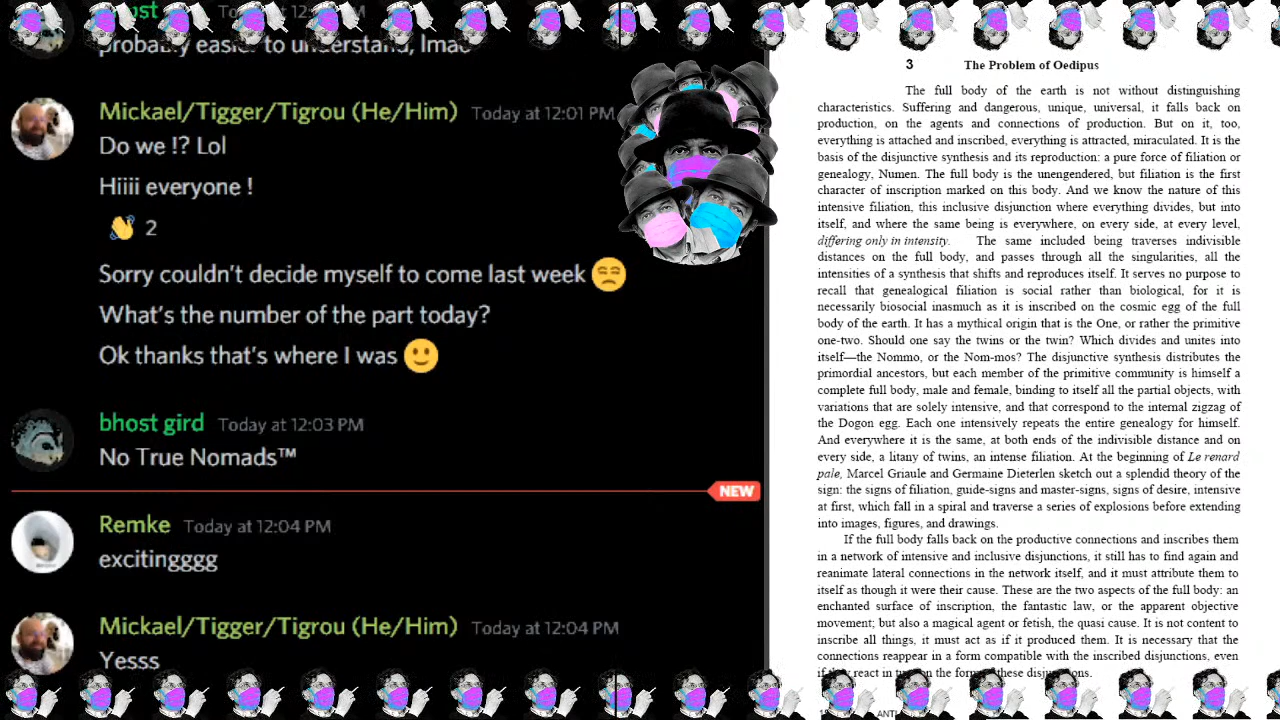 ost Today at 12:01 PM
probably easier to understand, lmao
Mickael/Tigger/Tigrou (He/Him) Today at 12:01 PM
Do we !? Lol
Hiiii everyone !
👋 2
Sorry couldn't decide myself to come last week 😒
What's the number of the part today?
Ok thanks that's where I was 🙂
bhost gird Today at 12:03 PM
No True Nomads™
NEW
Remke Today at 12:04 PM
excitingggg
Mickael/Tigger/Tigrou (He/Him) Today at 12:04 PM
Yesss
3 The Problem of Oedipus
The full body of the earth is not without distinguishing
characteristics. Suffering and dangerous, unique, universal, it falls back on
production, on the agents and connections of production. But on it, too,
everything is attached and inscribed, everything is attracted, miraculated. It is the
basis of the disjunctive synthesis and its reproduction: a pure force of filiation or
genealogy, Numen. The full body is the unengendered, but filiation is the first
character of inscription marked on this body. And we know the nature of this
intensive filiation, this inclusive disjunction where everything divides, but into
itself, and where the same being is everywhere, on every side, at every level,
differing only in intensity. The same included being traverses indivisible
distances on the full body, and passes through all the singularities, all the
intensities of a synthesis that shifts and reproduces itself. It serves no purpose to
recall that genealogical filiation is social rather than biological, for it is
necessarily biosocial inasmuch as it is inscribed on the cosmic egg of the full
body of the earth. It has a mythical origin that is the One, or rather the primitive
one-two. Should one say the twins or the twin? Which divides and unites into
itself—the Nommo, or the Nom-mos? The disjunctive synthesis distributes the
primordial ancestors, but each member of the primitive community is himself a
complete full body, male and female, binding to itself all the partial objects, with
variations that are solely intensive, and that correspond to the internal zigzag of
the Dogon egg. Each one intensively repeats the entire genealogy for himself.
And everywhere it is the same, at both ends of the indivisible distance and on
every side, a litany of twins, an intense filiation. At the beginning of Le renard
pale, Marcel Griaule and Germaine Dieterlen sketch out a splendid theory of the
sign: the signs of filiation, guide-signs and master-signs, signs of desire, intensive
at first, which fall in a spiral and traverse a series of explosions before extending
into images, figures, and drawings.
If the full body falls back on the productive connections and inscribes them
in a network of intensive and inclusive disjunctions, it still has to find again and
reanimate lateral connections in the network itself, and it must attribute them to
itself as though it were their cause. These are the two aspects of the full body: an
enchanted surface of inscription, the fantastic law, or the apparent objective
movement; but also a magical agent or fetish, the quasi cause. It is not content to
inscribe all things, it must act as if it produced them. It is necessary that the
connections reappear in a form compatible with the inscribed disjunctions, even
if they react in turn on the form of these disjunctions.
ANTI